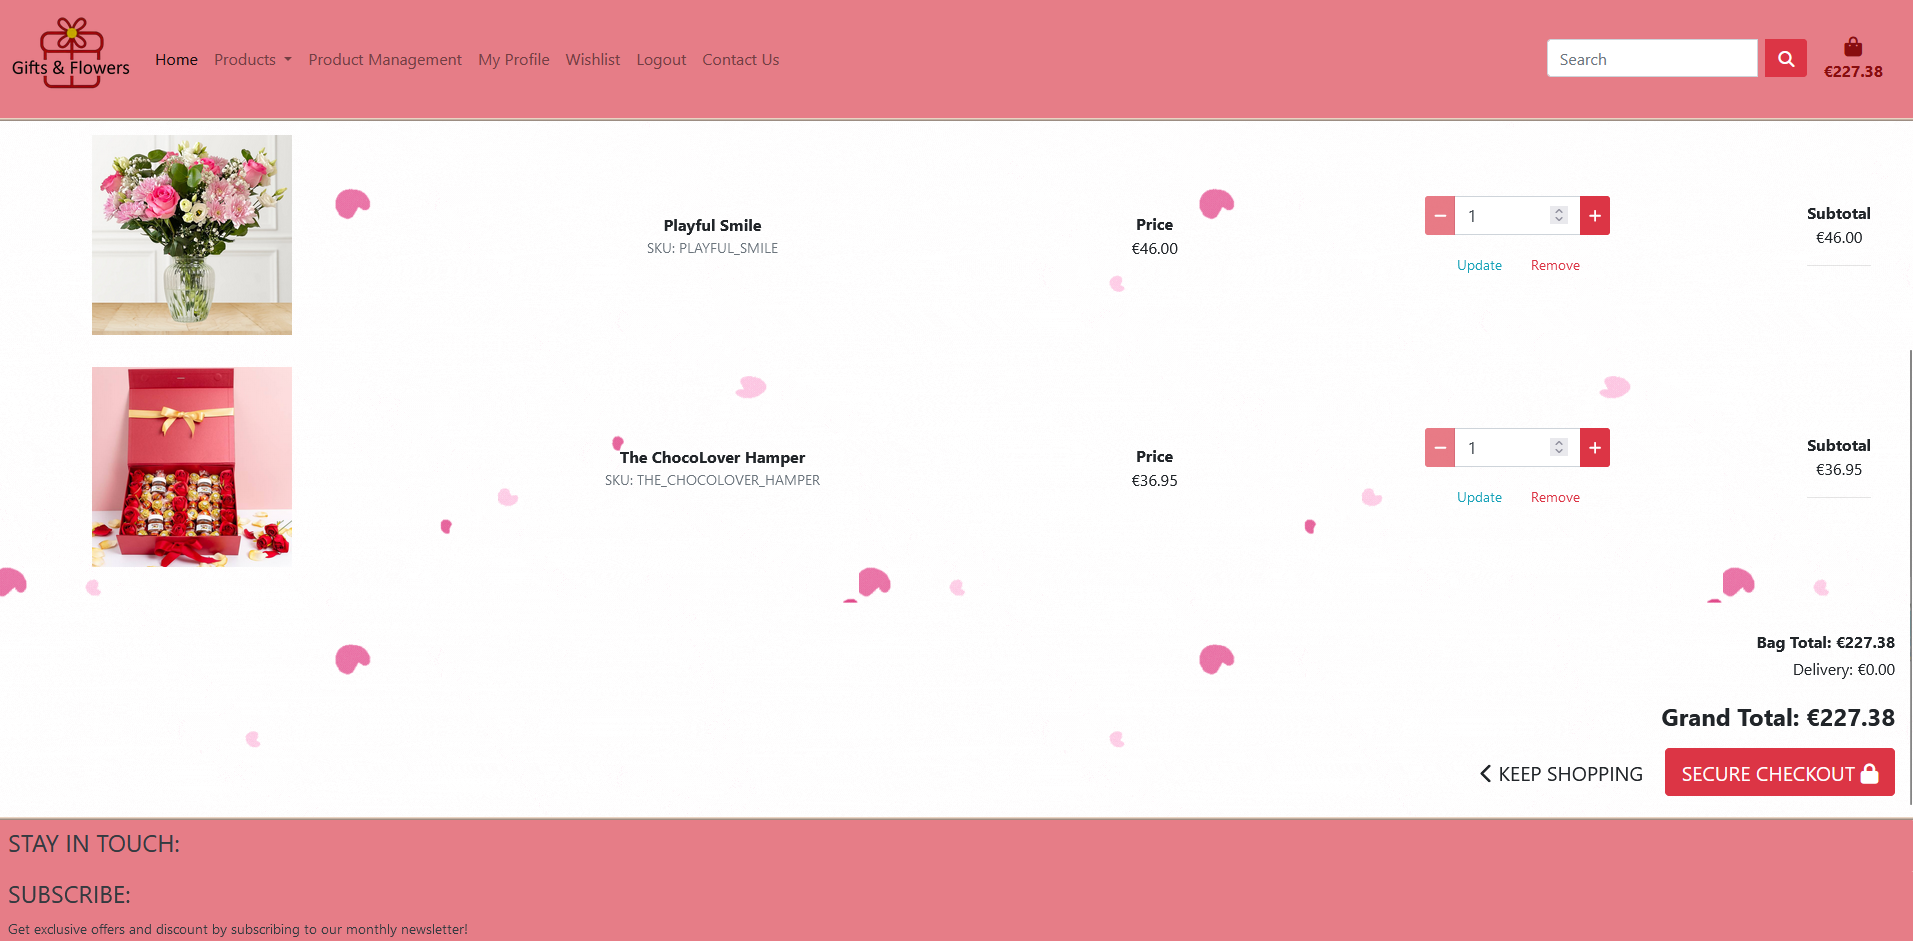 Gifts & Flowers
Home Products Product Management My Profile Wishlist Logout Contact Us
Search
€227.38
Playful Smile
SKU: PLAYFUL_SMILE
Price
€46.00
1
Update Remove
Subtotal
€46.00
The ChocoLover Hamper
SKU: THE_CHOCOLOVER_HAMPER
Price
€36.95
1
Update Remove
Subtotal
€36.95
Bag Total: €227.38
Delivery: €0.00
Grand Total: €227.38
KEEP SHOPPING
SECURE CHECKOUT
STAY IN TOUCH:
SUBSCRIBE:
Get exclusive offers and discount by subscribing to our monthly newsletter!